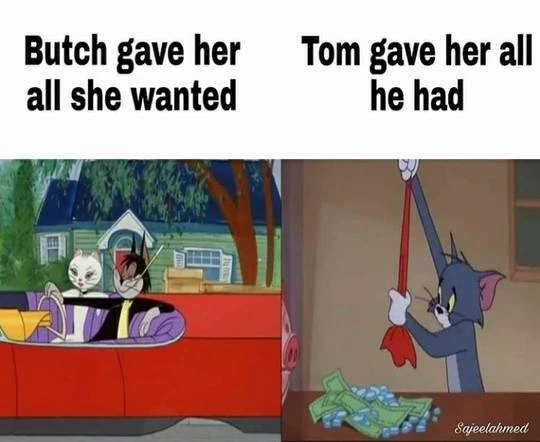 Butch gave her
all she wanted
Tom gave her all
he had
Sajeelahmed